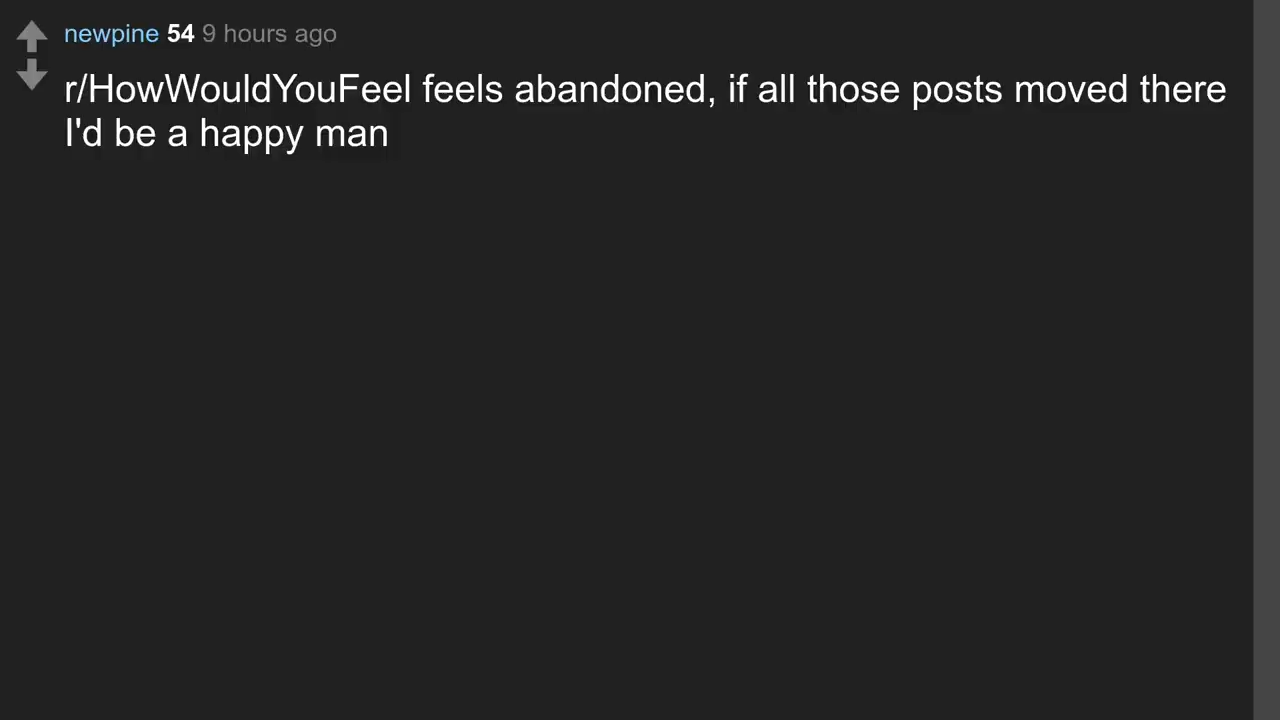 newpine 54 9 hours ago
r/HowWouldYouFeel feels abandoned, if all those posts moved there
I'd be a happy man